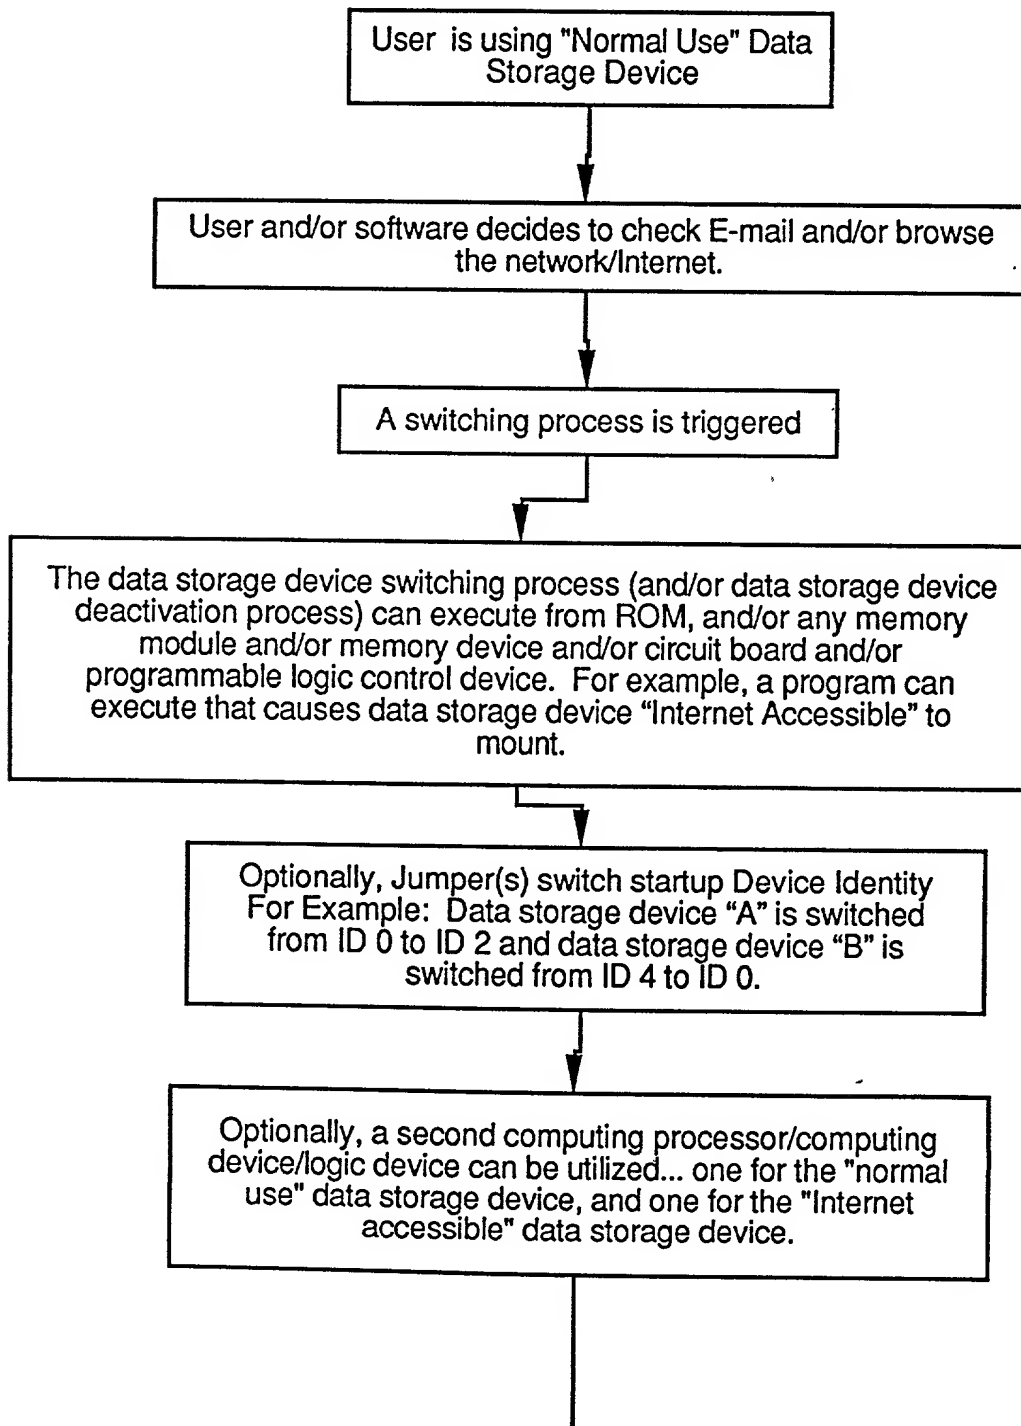 User is using "Normal Use" Data
Storage Device
User and/or software decides to check E-mail and/or browse
the network/Internet.
A switching process is triggered
The data storage device switching process (and/or data storage device
deactivation process) can execute from ROM, and/or any memory
module and/or memory device and/or circuit board and/or
programmable logic control device. For example, a program can
execute that causes data storage device “Internet Accessible” to
mount.
Optionally, Jumper(s) switch startup Device Identity
For Example: Data storage device “A” is switched
from ID 0 to ID 2 and data storage device “B” is
switched from ID 4 to ID 0.
Optionally, a second computing processor/computing
device/logic device can be utilized... one for the "normal
use" data storage device, and one for the "Internet
accessible" data storage device.